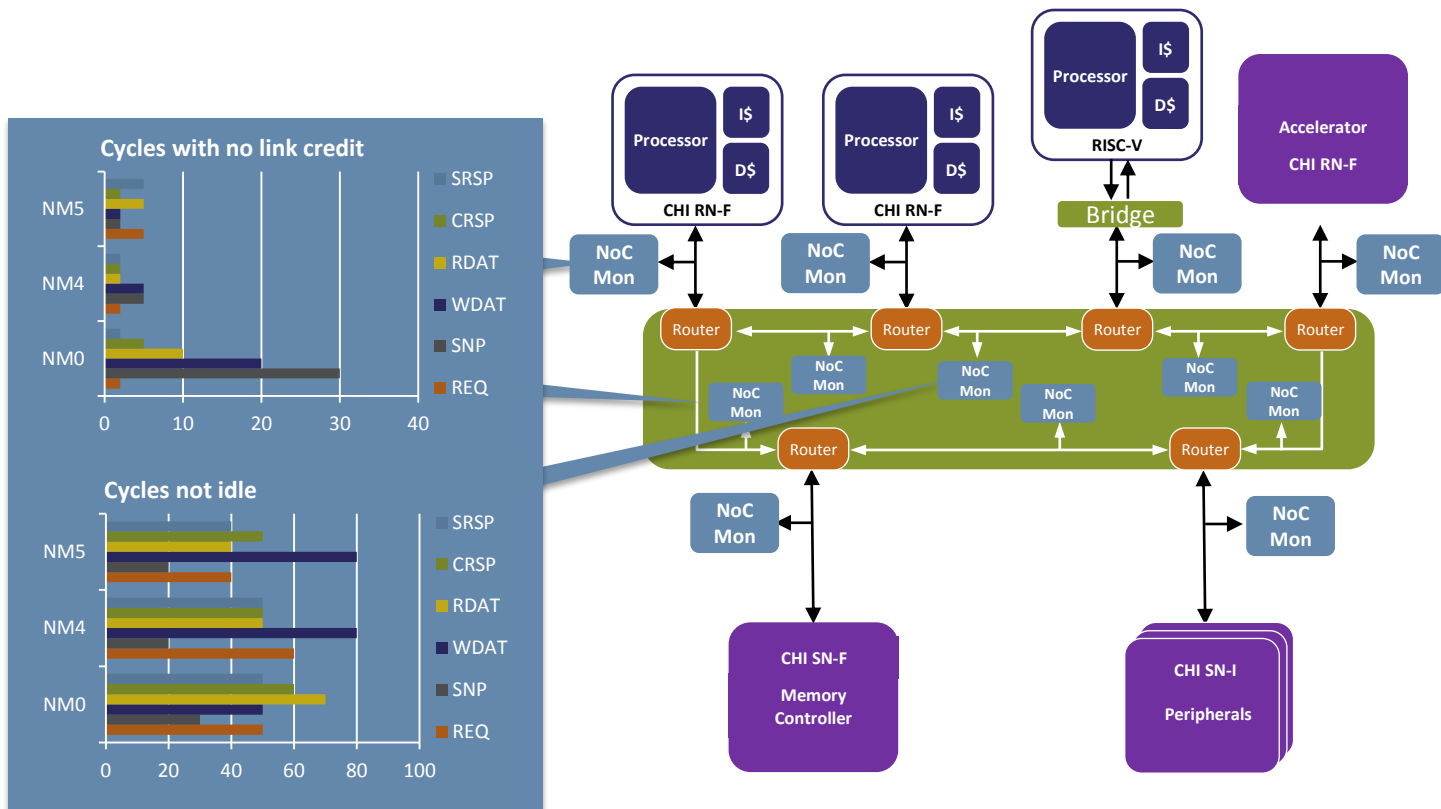 Cycles with no link credit
NM5
NM4
NM0
0 10 20 30 40
SRSP
CRSP
RDAT
WDAT
SNP
REQ
Cycles not idle
NM5
NM4
NM0
0 20 40 60 80 100
SRSP
CRSP
RDAT
WDAT
SNP
REQ
Processor
I$
D$
CHI RN-F
Processor
I$
D$
CHI RN-F
Processor
I$
D$
RISC-V
Bridge
Accelerator
CHI RN-F
NoC
Mon
NoC
Mon
NoC
Mon
NoC
Mon
Router
Router
Router
Router
NoC
Mon
NoC
Mon
NoC
Mon
NoC
Mon
NoC
Mon
NoC
Mon
Router
Router
NoC
Mon
NoC
Mon
CHI SN-F
Memory
Controller
CHI SN-I
Peripherals